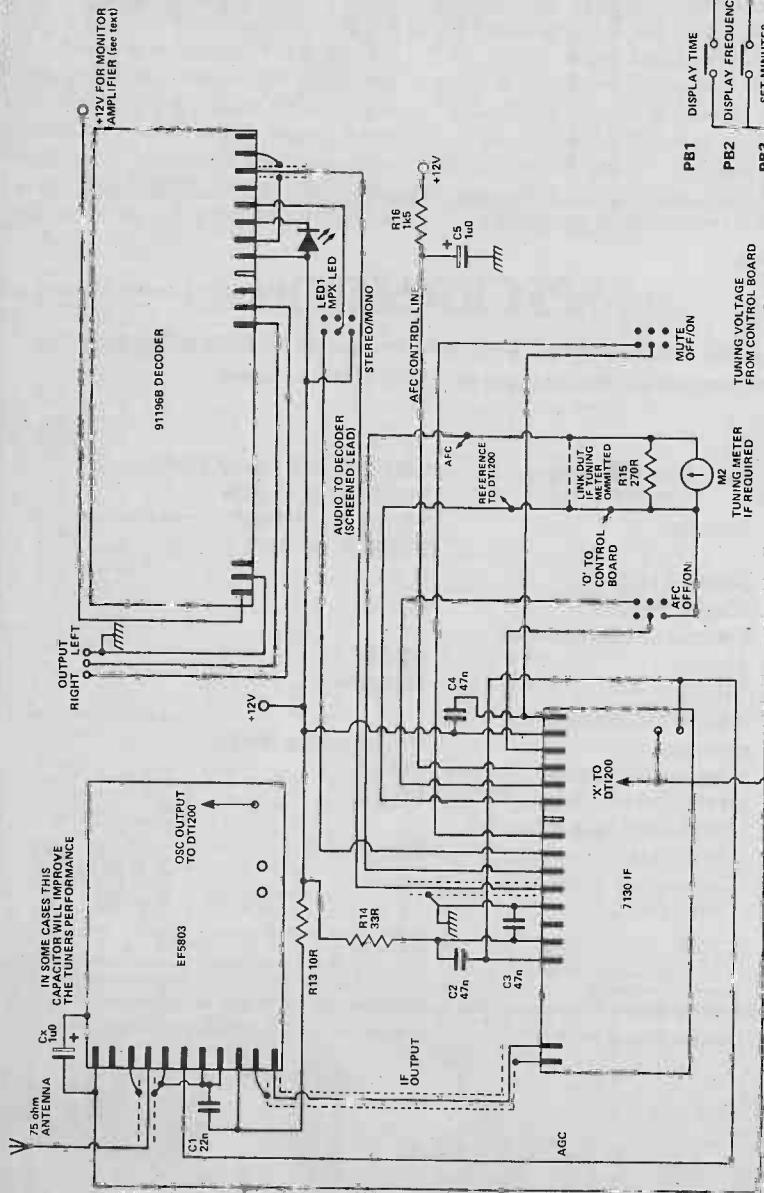 IN SOME CASES THIS
CAPACITOR WILL IMPROVE
THE TUNERS PERFORMANCE
Cx
1u0
+
75 ohm
ANTENNA
EF5803
OSC OUTPUT
TO DTI200
C1
22n
R13 10R
R14
33R
IF
OUTPUT
AGC
C2
47n
C3
47n
C4
47n
7130 IF
'X' TO
DTI200
OUTPUT
RIGHT LEFT
+12V
91196B DECODER
+12V FOR MONITOR
AMPLIFIER (see text)
AUDIO TO DECODER
(SCREENED LEAD)
LED1
MPX LED
STEREO/MONO
AFC CONTROL LINE
R16
1k5
+12V
+
C5
1u0
AFC
REFERENCE
TO DTI200
LINK OUT
IF TUNING
METER
OMMITTED
R15
270R
'O' TO
CONTROL
BOARD
AFC
OFF/ON
M2
TUNING METER
IF REQUIRED
MUTE
OFF/ON
TUNING VOLTAGE
FROM CONTROL BOARD
PB1
DISPLAY TIME
PB2
DISPLAY FREQUENC